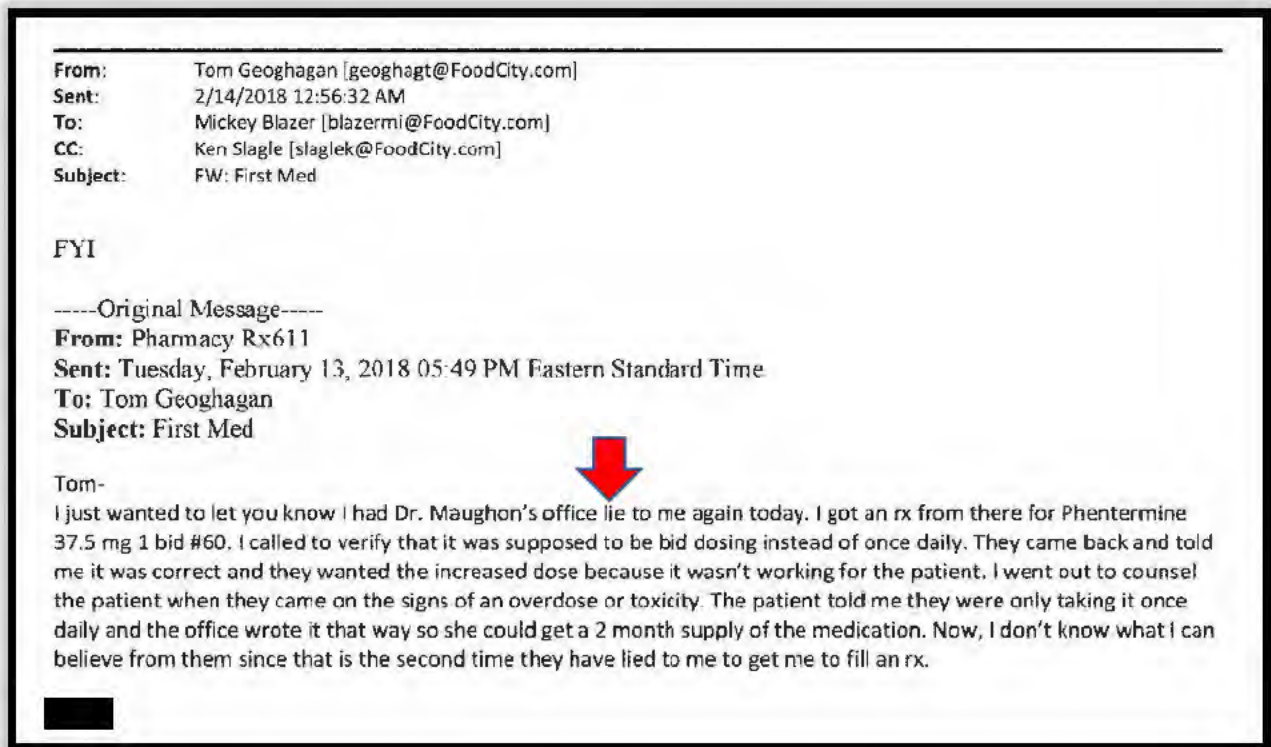 From: Tom Geoghagan [geoghagt@FoodCity.com]
Sent: 2/14/2018 12:56:32 AM
To: Mickey Blazer [blazermi@FoodCity.com]
CC: Ken Slagle [slaglek@FoodCity.com]
Subject: FW: First Med
FYI
-----Original Message-----
From: Pharmacy Rx611
Sent: Tuesday, February 13, 2018 05:49 PM Eastern Standard Time
To: Tom Geoghagan
Subject: First Med
Tom-
I just wanted to let you know I had Dr. Maughon's office lie to me again today. I got an rx from there for Phentermine
37.5 mg 1 bid #60. I called to verify that it was supposed to be bid dosing instead of once daily. They came back and told
me it was correct and they wanted the increased dose because it wasn't working for the patient. I went out to counsel
the patient when they came on the signs of an overdose or toxicity. The patient told me they were only taking it once
daily and the office wrote it that way so she could get a 2 month supply of the medication. Now, I don't know what I can
believe from them since that is the second time they have lied to me to get me to fill an rx.